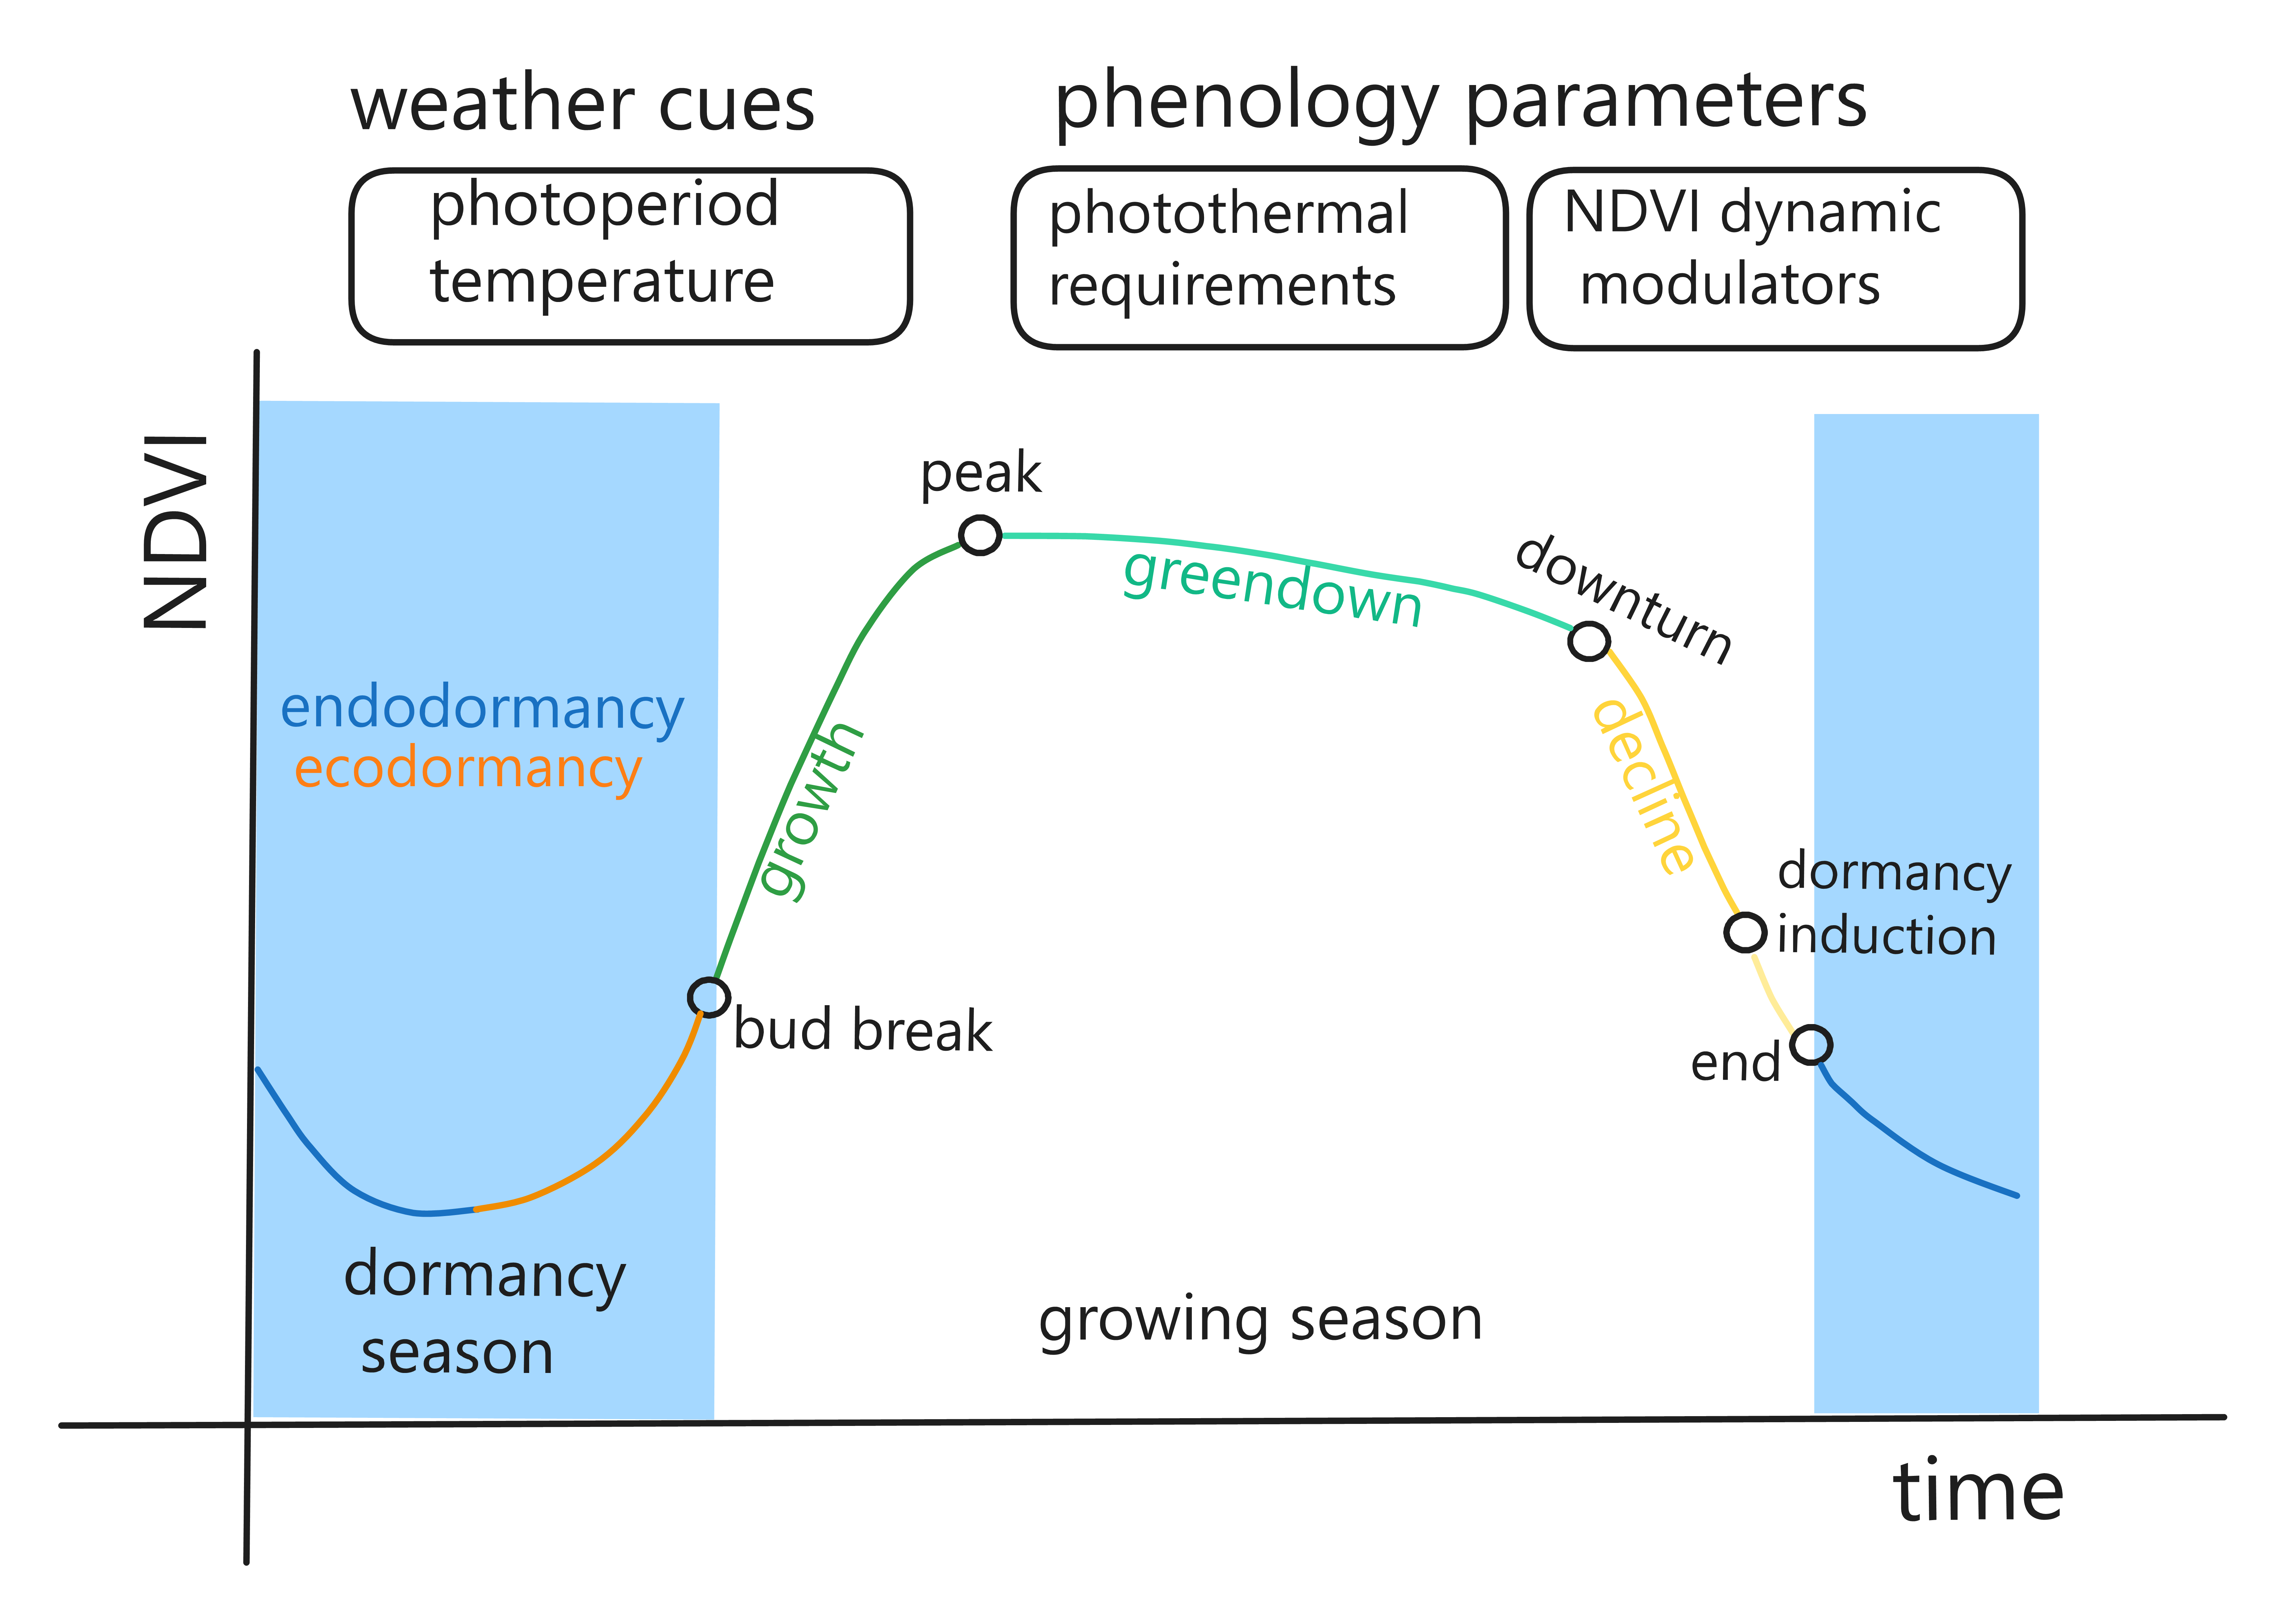 weather cues
phenology parameters
photoperiod
temperature
photothermal
requirements
NDVI dynamic
modulators
NDVI
peak
greendown
downturn
endodormancy
ecodormancy
growth
decline
dormancy
induction
bud break
end
dormancy
season
growing season
time